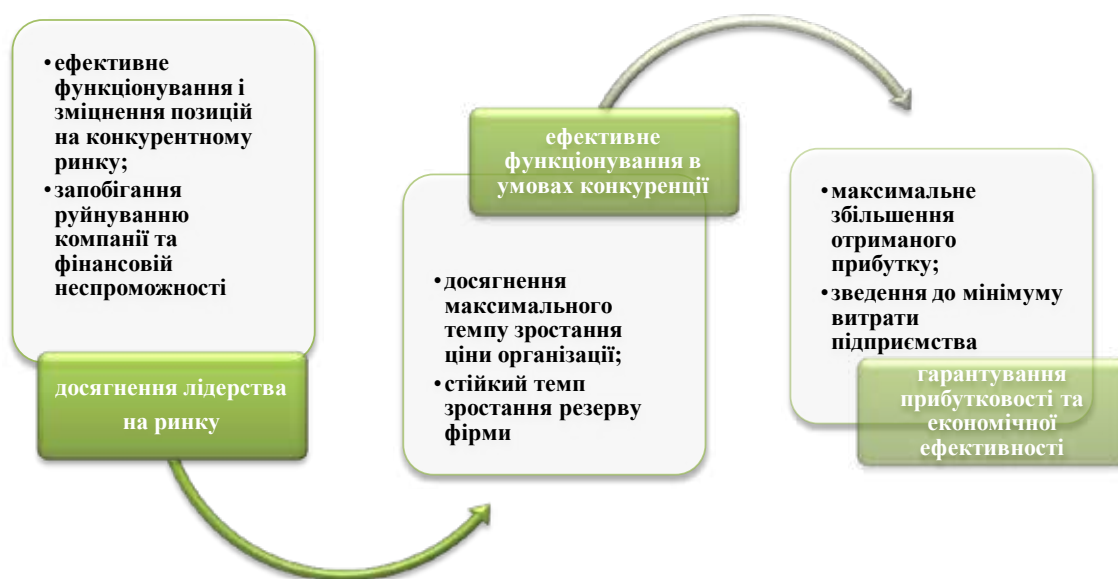 •ефективне
функціонування і
зміцнення позицій
на конкурентному
ринку;
•запобігання
руйнуванню
компанії та
фінансовій
неспроможності
досягнення лідерства
на ринку
ефективне
функціонування в
умовах конкуренції
•досягнення
максимального
темпу зростання
ціни організації;
•стійкий темп
зростання резерву
фірми
•максимальне
збільшення
отриманого
прибутку;
•зведення до мінімуму
витрати
підприємства
гарантування
прибутковості та
економічної
ефективності